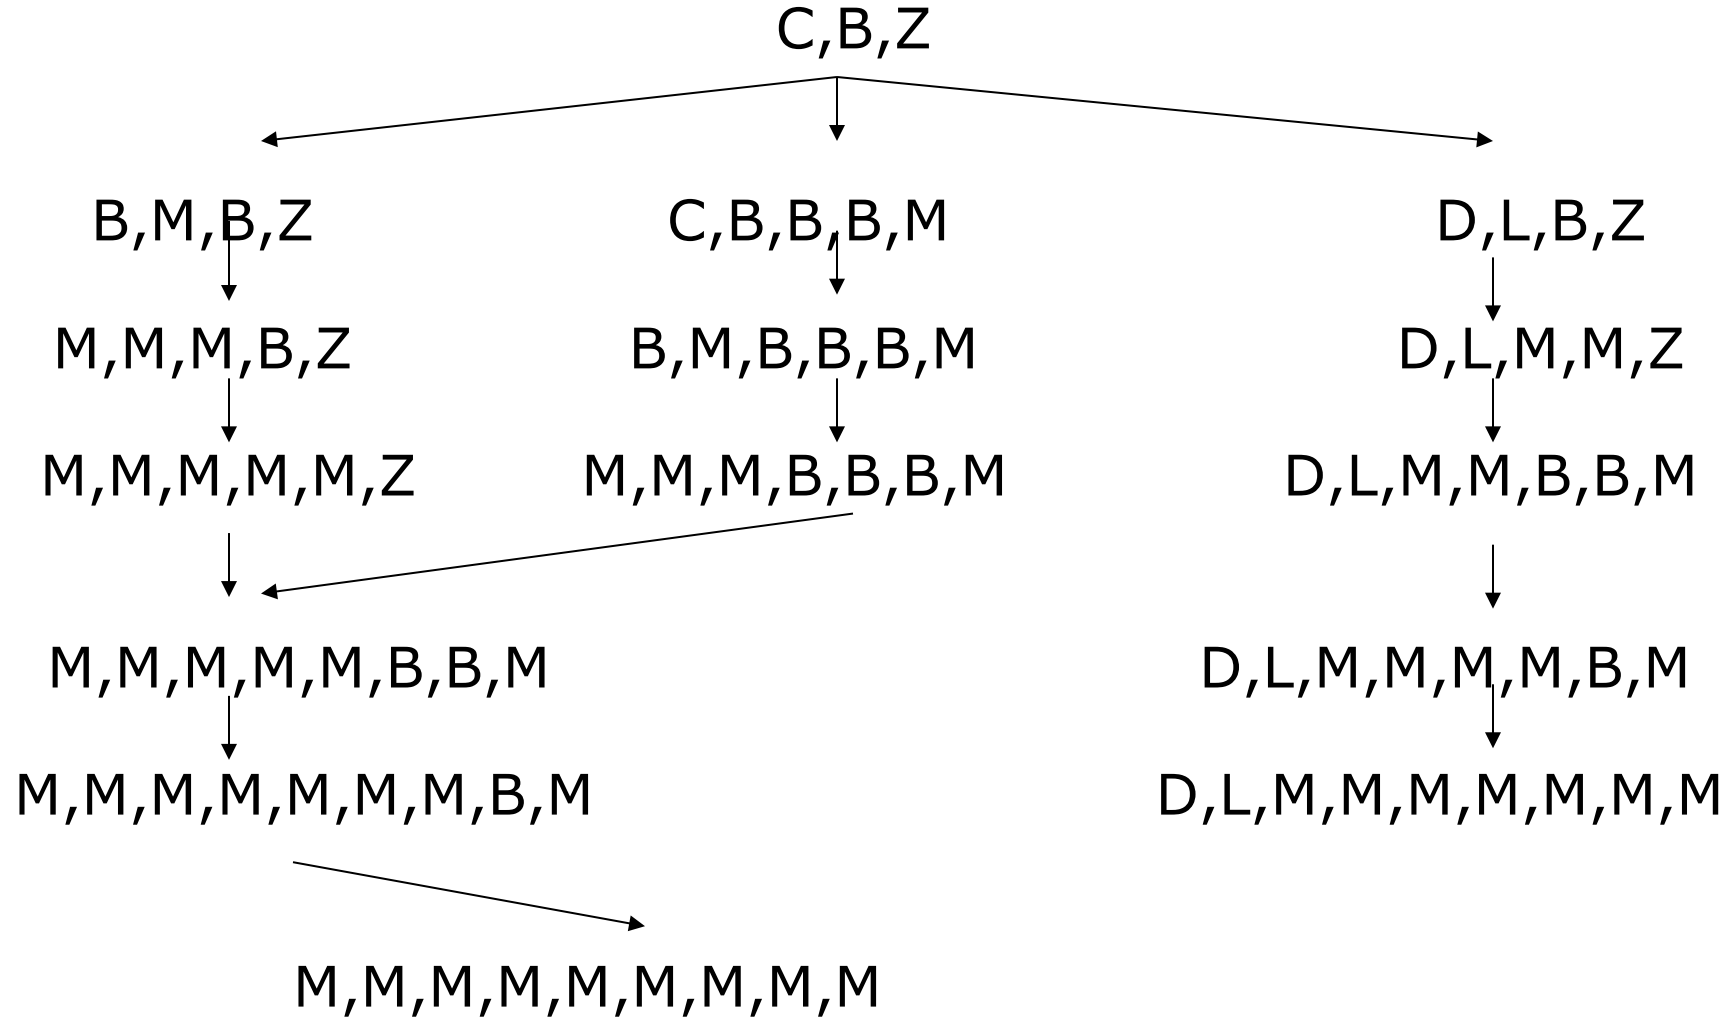 C,B,Z
B,M,B,Z
C,B,B,B,M
D,L,B,Z
M,M,M,B,Z
B,M,B,B,B,M
D,L,M,M,Z
M,M,M,M,M,Z
M,M,M,B,B,B,M
D,L,M,M,B,B,M
M,M,M,M,M,B,B,M
D,L,M,M,M,M,B,M
M,M,M,M,M,M,M,B,M
D,L,M,M,M,M,M,M,M
M,M,M,M,M,M,M,M,M